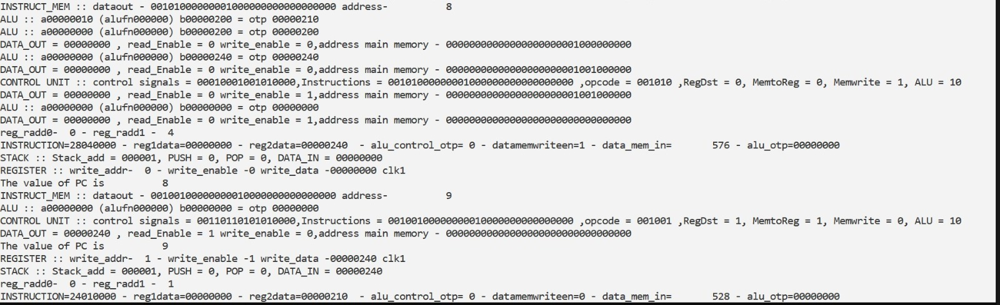 INSTRUCT_MEM :: dataout - 00101000000001000000000000000000 address-          8
ALU :: a00000010 (alufn000000) b00000200 = otp 00000210
ALU :: a00000000 (alufn000000) b00000200 = otp 00000200
DATA_OUT = 00000000 , read_Enable = 0 write_enable = 0,address main memory - 00000000000000000000001000000000
ALU :: a00000000 (alufn000000) b00000240 = otp 00000240
DATA_OUT = 00000000 , read_Enable = 0 write_enable = 0,address main memory - 00000000000000000000001001000000
CONTROL UNIT :: control signals = 00010001001010000,Instructions = 00101000000001000000000000000000 ,opcode = 001010 ,RegDst = 0, MemtoReg = 0, Memwrite = 1, ALU = 10
DATA_OUT = 00000000 , read_Enable = 0 write_enable = 1,address main memory - 00000000000000000000001001000000
ALU :: a00000000 (alufn000000) b00000000 = otp 00000000
DATA_OUT = 00000000 , read_Enable = 0 write_enable = 1,address main memory - 00000000000000000000000000000000
reg_radd0-  0 - reg_radd1 -  4
INSTRUCTION=28040000 - reg1data=00000000 - reg2data=00000240  - alu_control_otp= 0 - datamemwriteen=1 - data_mem_in=       576 - alu_otp=00000000
STACK :: Stack_add = 000001, PUSH = 0, POP = 0, DATA_IN = 00000000
REGISTER :: write_addr-  0 - write_enable -0 write_data -00000000 clk1
The value of PC is          8
INSTRUCT_MEM :: dataout - 00100100000000010000000000000000 address-          9
ALU :: a00000000 (alufn000000) b00000000 = otp 00000000
CONTROL UNIT :: control signals = 00110110101010000,Instructions = 00100100000000010000000000000000 ,opcode = 001001 ,RegDst = 1, MemtoReg = 1, Memwrite = 0, ALU = 10
DATA_OUT = 00000240 , read_Enable = 1 write_enable = 0,address main memory - 00000000000000000000000000000000
The value of PC is          9
REGISTER :: write_addr-  1 - write_enable -1 write_data -00000240 clk1
STACK :: Stack_add = 000001, PUSH = 0, POP = 0, DATA_IN = 00000240
reg_radd0-  0 - reg_radd1 -  1
INSTRUCTION=24010000 - reg1data=00000000 - reg2data=00000210  - alu_control_otp= 0 - datamemwriteen=0 - data_mem_in=       528 - alu_otp=00000000